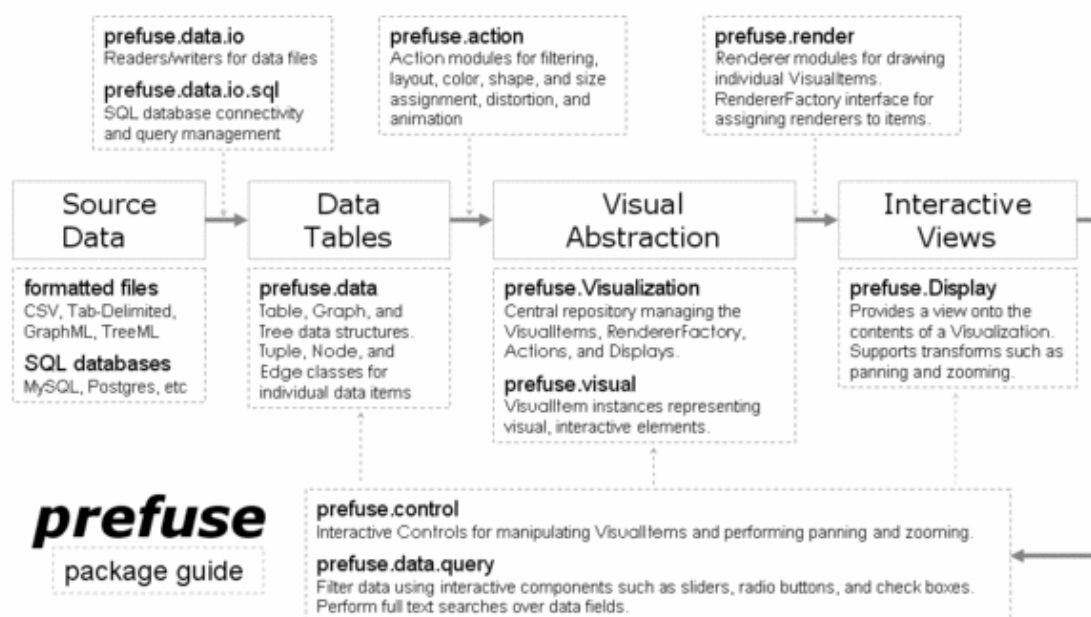 prefuse.data.io
Readers/writers for data files
prefuse.data.io.sql
SQL database connectivity
and query management
prefuse.action
Action modules for filtering,
layout, color, shape, and size
assignment, distortion, and
animation
prefuse.render
Renderer modules for drawing
individual VisualItems.
RendererFactory interface for
assigning renderers to items.
Source
Data
Data
Tables
Visual
Abstraction
Interactive
Views
formatted files
CSV, Tab-Delimited,
GraphML, TreeML
SQL databases
MySQL, Postgres, etc
prefuse.data
Table, Graph, and
Tree data structures.
Tuple, Node, and
Edge classes for
individual data items
prefuse.Visualization
Central repository managing the
VisualItems, RendererFactory,
Actions, and Displays.
prefuse.visual
VisualItem instances representing
visual, interactive elements.
prefuse.Display
Provides a view onto the
contents of a Visualization.
Supports transforms such as
panning and zooming.
prefuse
package guide
prefuse.control
Interactive Controls for manipulating VisualItems and performing panning and zooming.
prefuse.data.query
Filter data using interactive components such as sliders, radio buttons, and check boxes.
Perform full text searches over data fields.